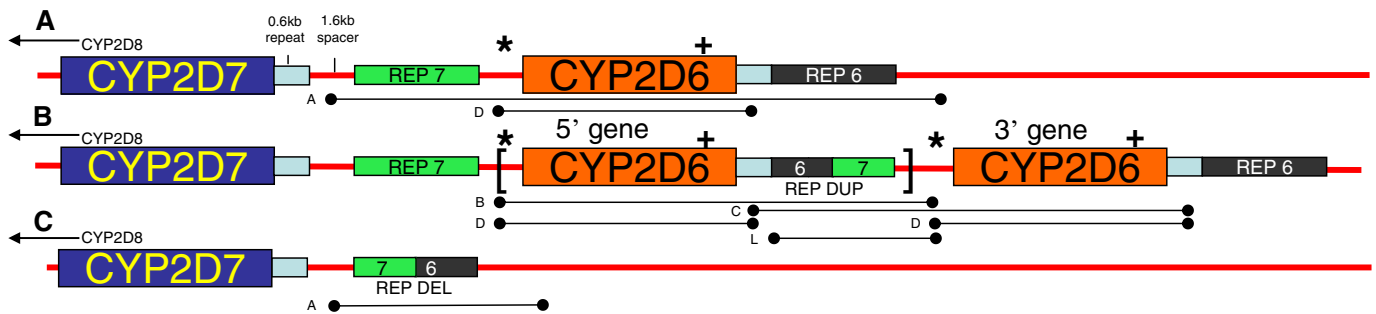 A
0.6kb repeat
1.6kb spacer
* +
CYP2D8
CYP2D7 REP 7 CYP2D6 REP 6
A
D
B
5' gene 3' gene
* + * +
CYP2D8
CYP2D7 REP 7 [ CYP2D6 6 7 ] CYP2D6 REP 6
REP DUP
B
C
D D
L
C
CYP2D8
CYP2D7 7 6
REP DEL
A